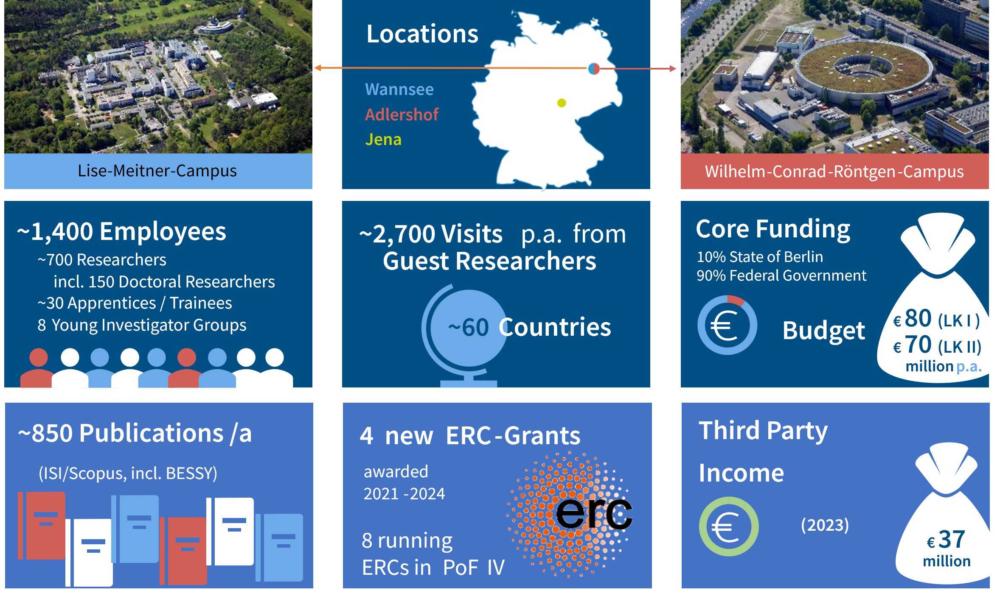 Locations
Wannsee
Adlershof
Jena
Lise-Meitner-Campus
Wilhelm-Conrad-Röntgen-Campus
~1,400 Employees
~700 Researchers
incl. 150 Doctoral Researchers
~30 Apprentices / Trainees
8 Young Investigator Groups
~2,700 Visits p.a. from
Guest Researchers
~60 Countries
Core Funding
10% State of Berlin
90% Federal Government
€
Budget
€ 80 (LK I )
€ 70 (LK II)
million p.a.
~850 Publications /a
(ISI/Scopus, incl. BESSY)
4 new ERC-Grants
awarded
2021 -2024
erc
8 running
ERCs in PoF IV
Third Party
Income
€
(2023)
€ 37
million